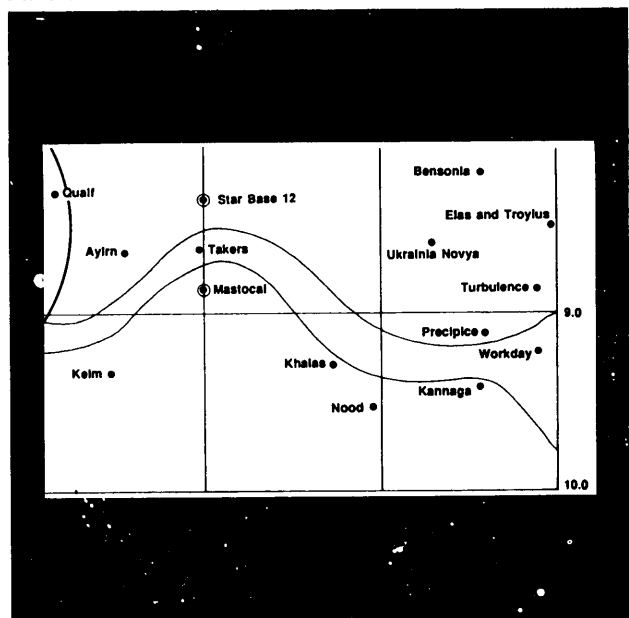 Bensonia
Qualf
Star Base 12
Elas and Troylus
Ayirn
Takers
Ukrainia Novya
Mastocal
Turbulence
9.0
Precipice
Workday
Khalas
Keim
Kannaga
Nood
10.0